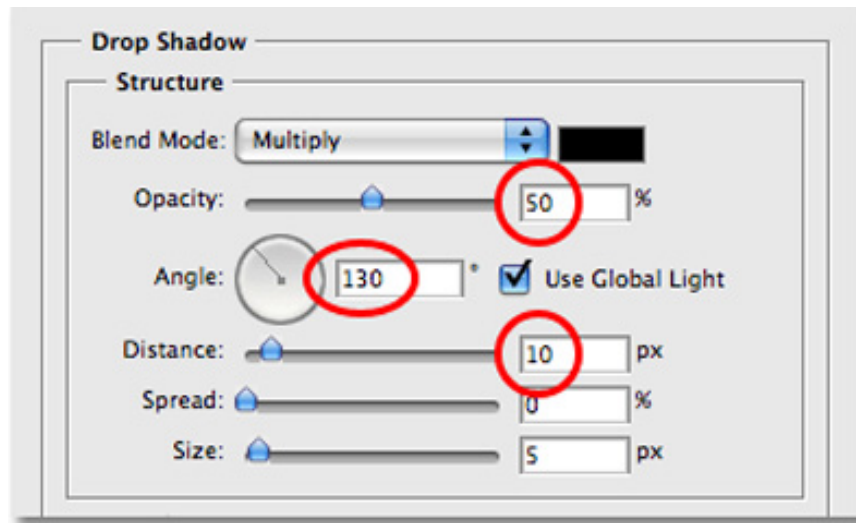 Drop Shadow
Structure
Blend Mode: Multiply
Opacity: 50 %
Angle: 130 ° Use Global Light
Distance: 10 px
Spread: 0 %
Size: 5 px